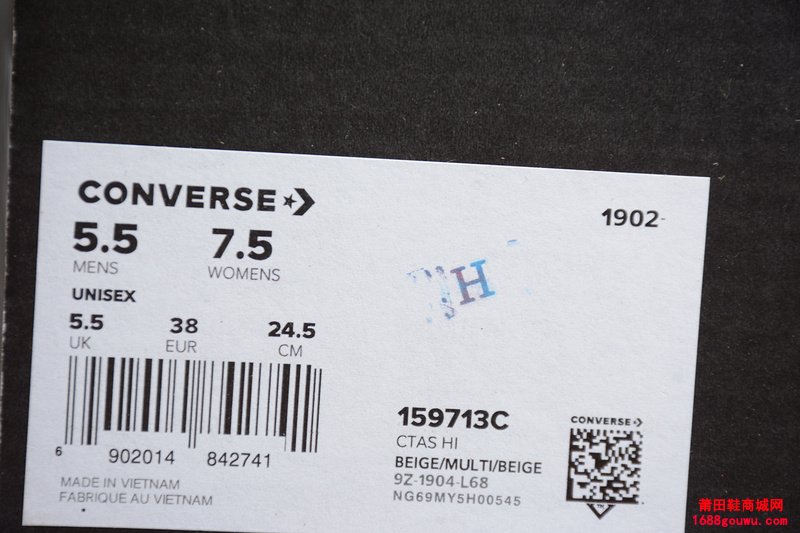 CONVERSE
1902-
5.5 7.5
MENS WOMENS
UNISEX
5.5 38 24.5
UK EUR CM
H
6 902014 842741
MADE IN VIETNAM
FABRIQUE AU VIETNAM
159713C
CTAS HI
BEIGE/MULTI/BEIGE
9Z-1904-L68
NG69MY5H00545
CONVERSE
TM
莆田鞋商城网
1688gouwu.com